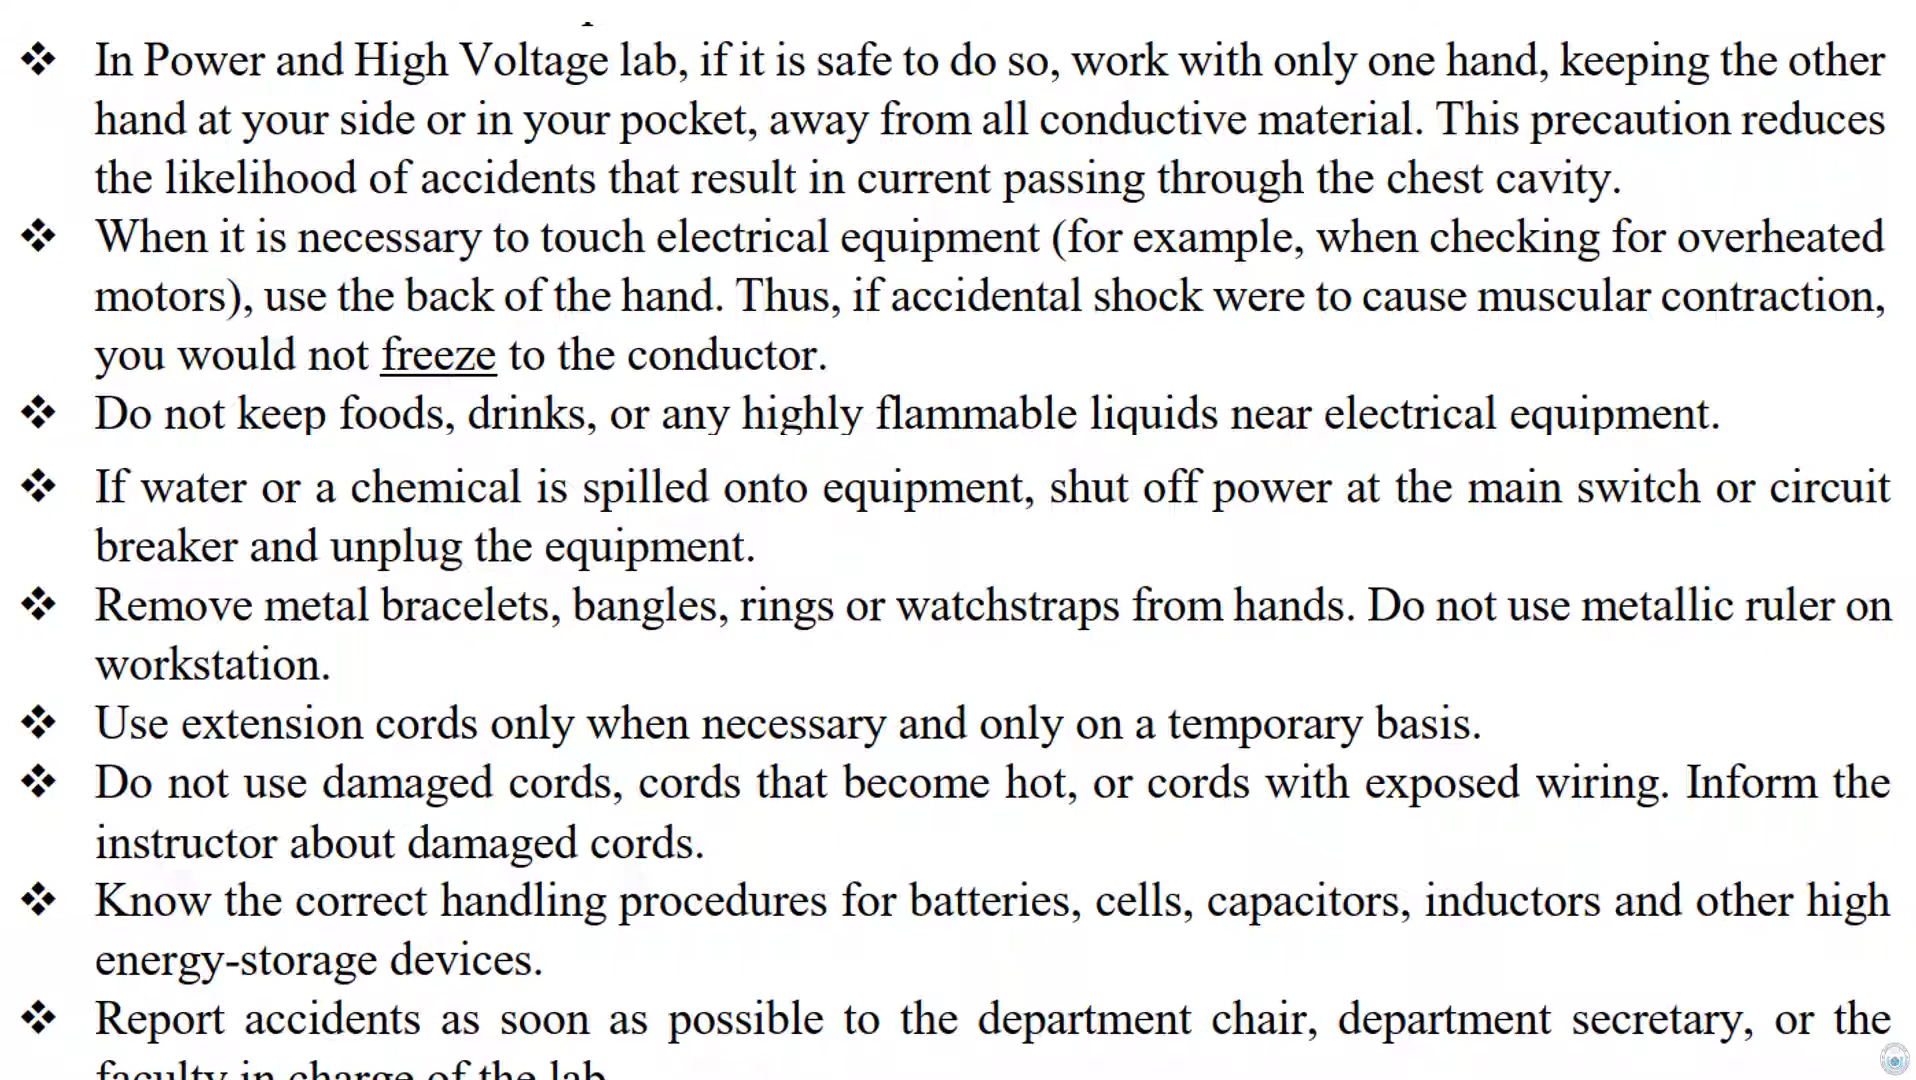 ❖ In Power and High Voltage lab, if it is safe to do so, work with only one hand, keeping the other
hand at your side or in your pocket, away from all conductive material. This precaution reduces
the likelihood of accidents that result in current passing through the chest cavity.
❖ When it is necessary to touch electrical equipment (for example, when checking for overheated
motors), use the back of the hand. Thus, if accidental shock were to cause muscular contraction,
you would not freeze to the conductor.
❖ Do not keep foods, drinks, or any highly flammable liquids near electrical equipment.
❖ If water or a chemical is spilled onto equipment, shut off power at the main switch or circuit
breaker and unplug the equipment.
❖ Remove metal bracelets, bangles, rings or watchstraps from hands. Do not use metallic ruler on
workstation.
❖ Use extension cords only when necessary and only on a temporary basis.
❖ Do not use damaged cords, cords that become hot, or cords with exposed wiring. Inform the
instructor about damaged cords.
❖ Know the correct handling procedures for batteries, cells, capacitors, inductors and other high
energy-storage devices.
❖ Report accidents as soon as possible to the department chair, department secretary, or the
faculty in charge of the lab